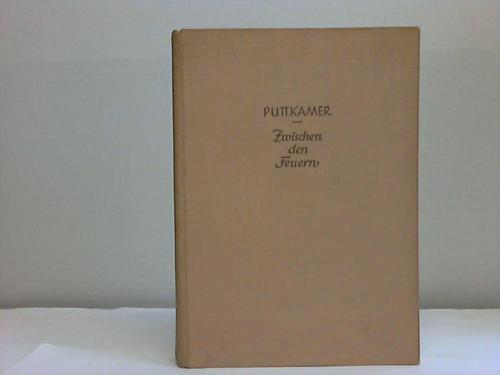 PUTTKAMER
Zwischen
den
Feuern